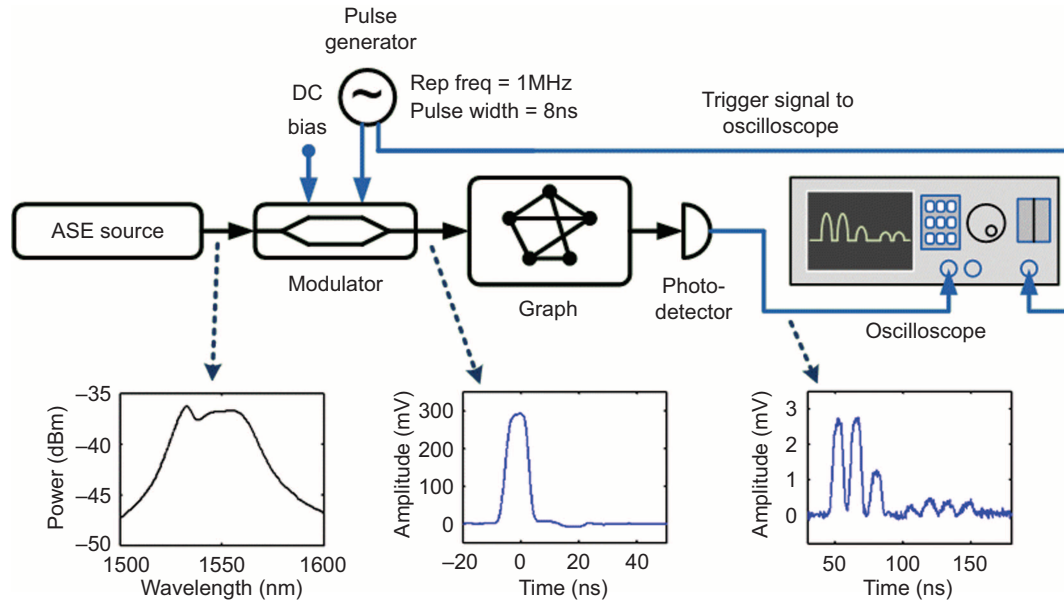 Pulse
generator
Rep freq = 1MHz
Pulse width = 8ns
DC
bias
Trigger signal to
oscilloscope
ASE source
Modulator
Graph
Photo-
detector
Oscilloscope
Power (dBm)
–35
–40
–45
–50
1500
1550
1600
Wavelength (nm)
Amplitude (mV)
300
200
100
0
–20
0
20
40
Time (ns)
Amplitude (mV)
3
2
1
0
50
100
150
Time (ns)